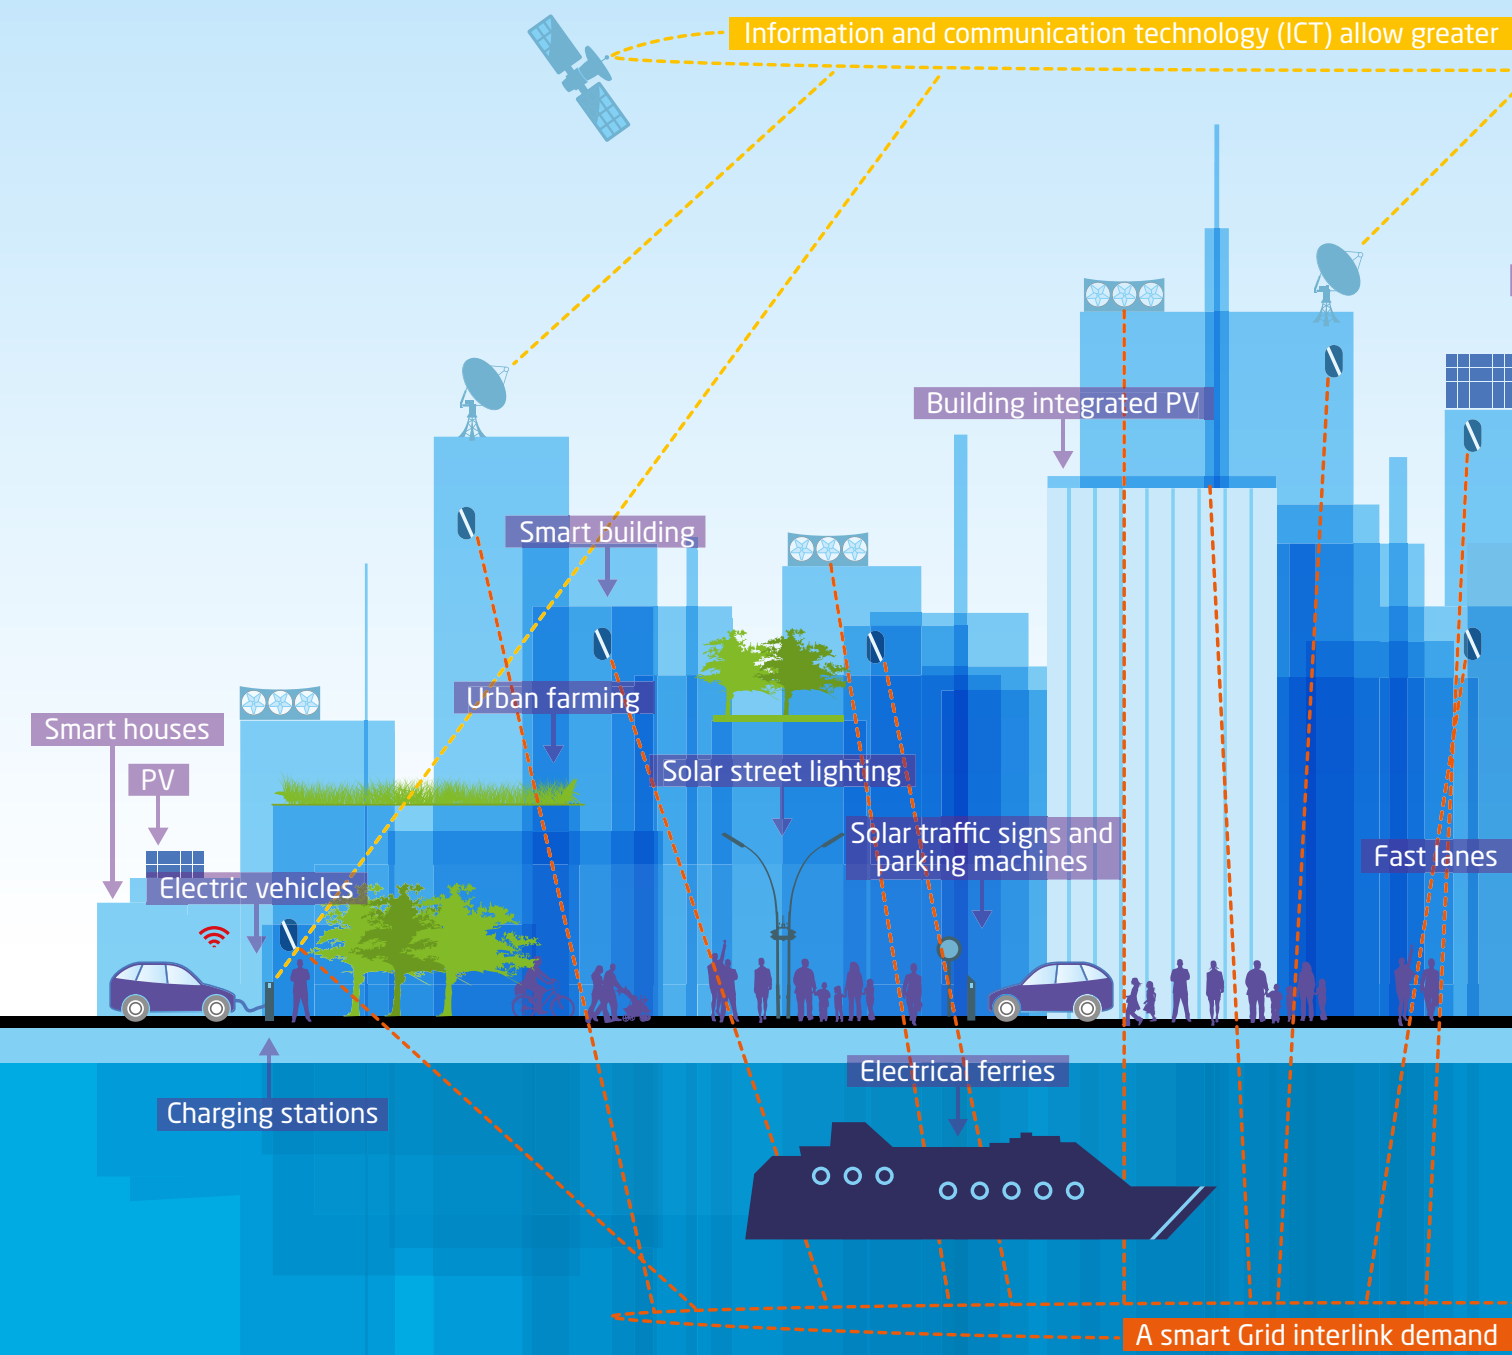 Information and communication technology (ICT) allow greater
Building integrated PV
Smart building
Urban farming
Smart houses
PV
Solar street lighting
Solar traffic signs and
parking machines
Fast lanes
Electric vehicles
Electrical ferries
Charging stations
A smart Grid interlink demand